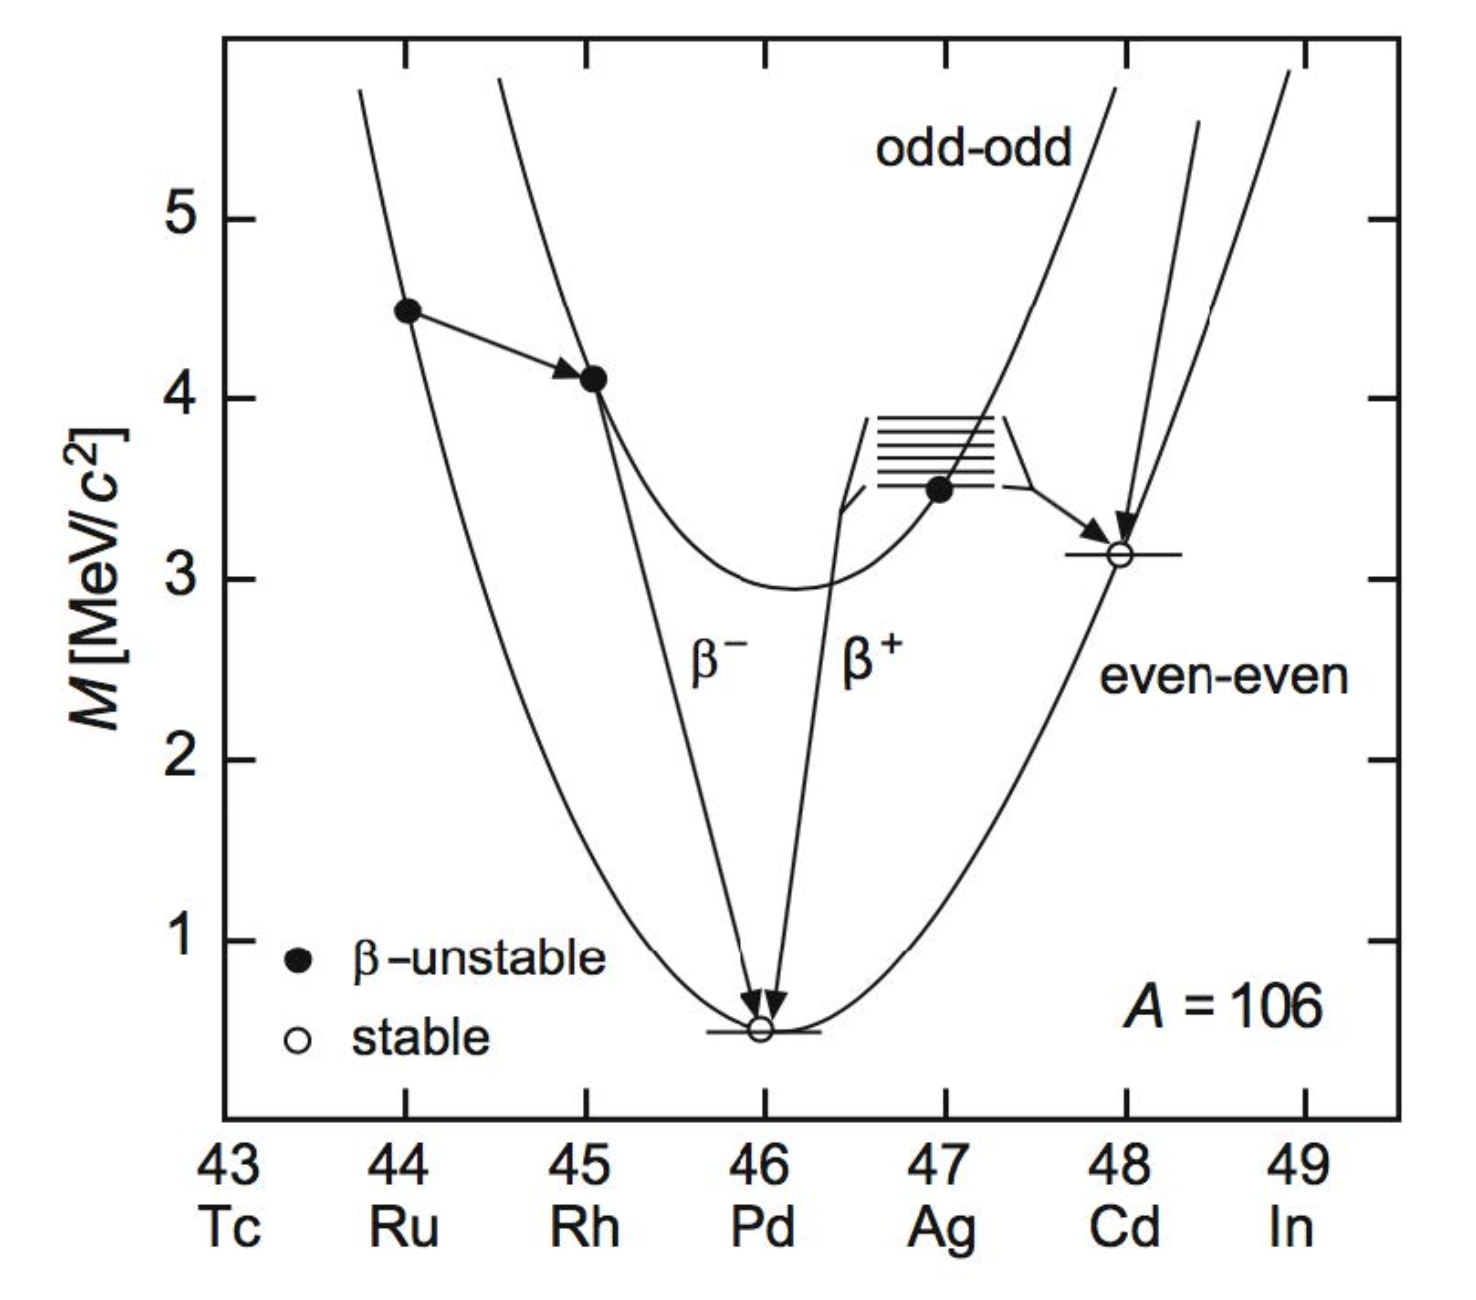 odd-odd
5
4
3
2
1
M [MeV/c²]
β⁻
β⁺
even-even
β-unstable
stable
A = 106
43 44 45 46 47 48 49
Tc Ru Rh Pd Ag Cd In